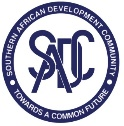 SOUTHERN AFRICAN DEVELOPMENT COMMUNITY
SADC
TOWARDS A COMMON FUTURE